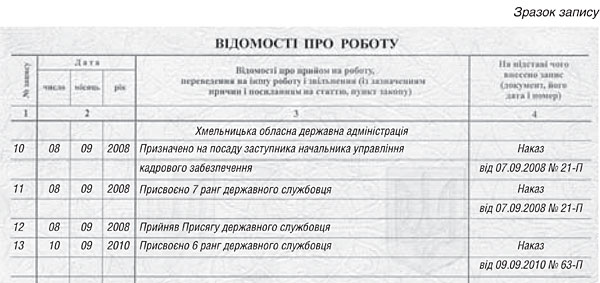 Зразок запису
ВІДОМОСТІ ПРО РОБОТУ
№ запису
Дата
число місяць рік
Відомості про прийом на роботу,
переведення на іншу роботу і звільнення (із зазначенням
причин і посиланням на статтю, пункт закону)
На підставі чого
внесено запис
(документ, його
дата і номер)
1 2 3 4
Хмельницька обласна державна адміністрація
10 08 09 2008 Призначено на посаду заступника начальника управління Наказ
кадрового забезпечення від 07.09.2008 № 21-П
11 08 09 2008 Присвоєно 7 ранг державного службовця Наказ
від 07.09.2008 № 21-П
12 08 09 2008 Прийняв Присягу державного службовця
13 10 09 2010 Присвоєно 6 ранг державного службовця Наказ
від 09.09.2010 № 63-П